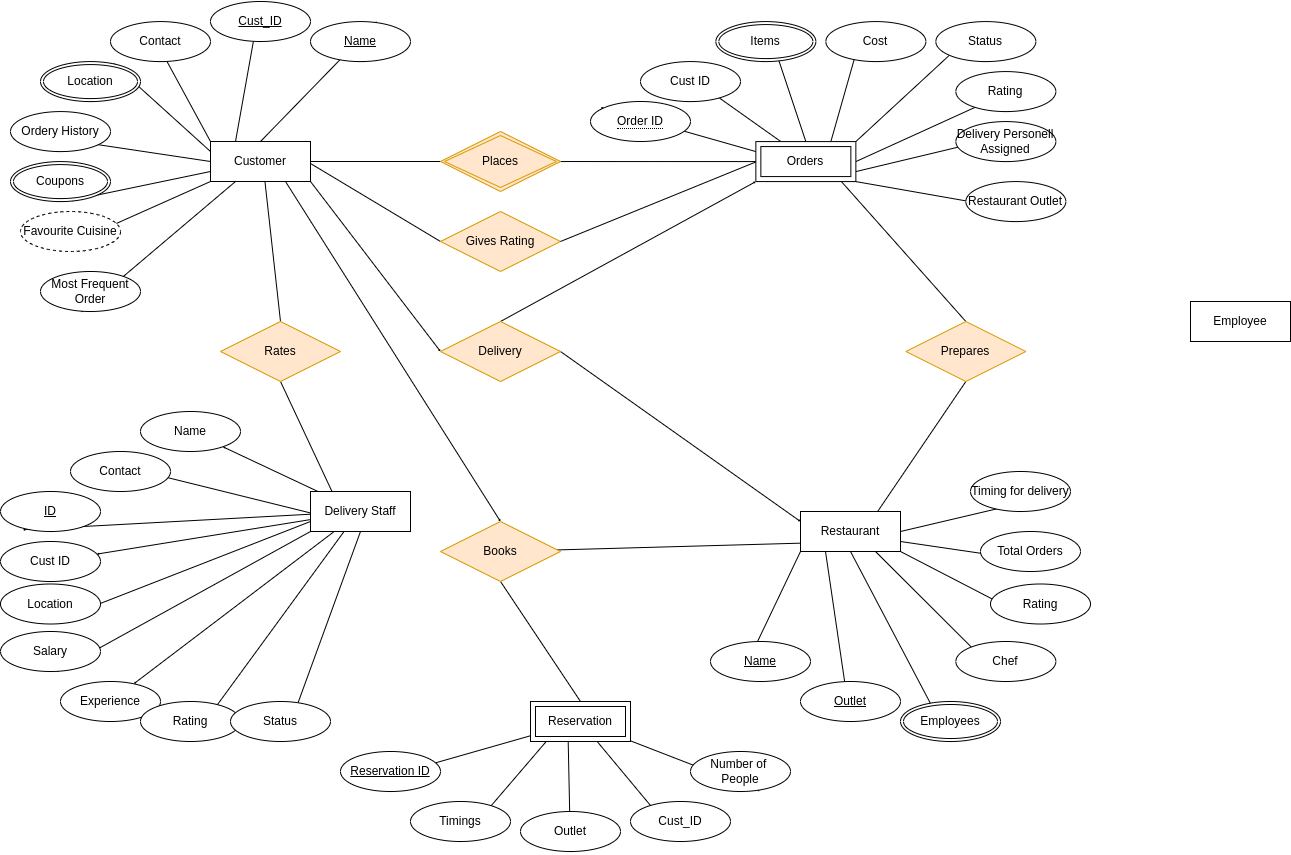 Cust_ID
Contact
Name
Location
Ordery History
Coupons
Favourite Cuisine
Most Frequent
Order
Customer
Items
Cost
Status
Cust ID
Rating
Order ID
Delivery Personell
Assigned
Restaurant Outlet
Orders
Places
Gives Rating
Employee
Rates
Delivery
Prepares
Name
Contact
ID
Cust ID
Location
Salary
Experience
Rating
Status
Delivery Staff
Books
Restaurant
Timing for delivery
Total Orders
Rating
Chef
Name
Outlet
Employees
Reservation
Reservation ID
Timings
Outlet
Cust_ID
Number of
People